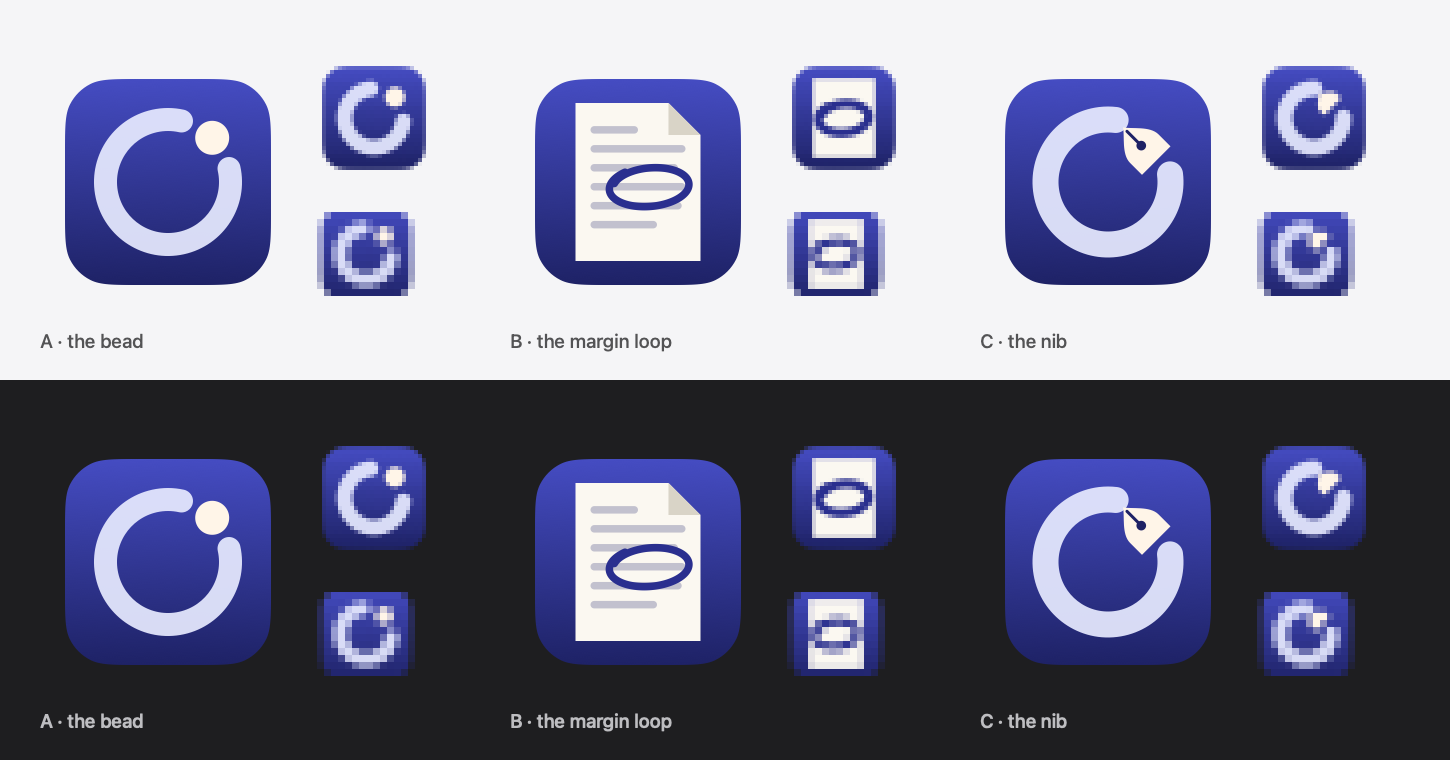 A · the bead
B · the margin loop
C · the nib
A · the bead
B · the margin loop
C · the nib